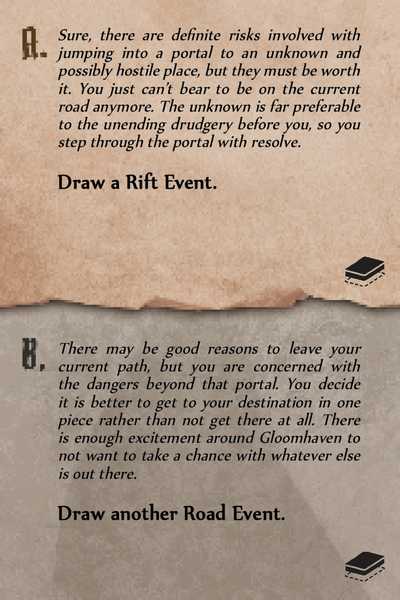 A. Sure, there are definite risks involved with
jumping into a portal to an unknown and
possibly hostile place, but they must be worth
it. You just can't bear to be on the current
road anymore. The unknown is far preferable
to the unending drudgery before you, so you
step through the portal with resolve.
Draw a Rift Event.
B. There may be good reasons to leave your
current path, but you are concerned with
the dangers beyond that portal. You decide
it is better to get to your destination in one
piece rather than not get there at all. There
is enough excitement around Gloomhaven to
not want to take a chance with whatever else
is out there.
Draw another Road Event.